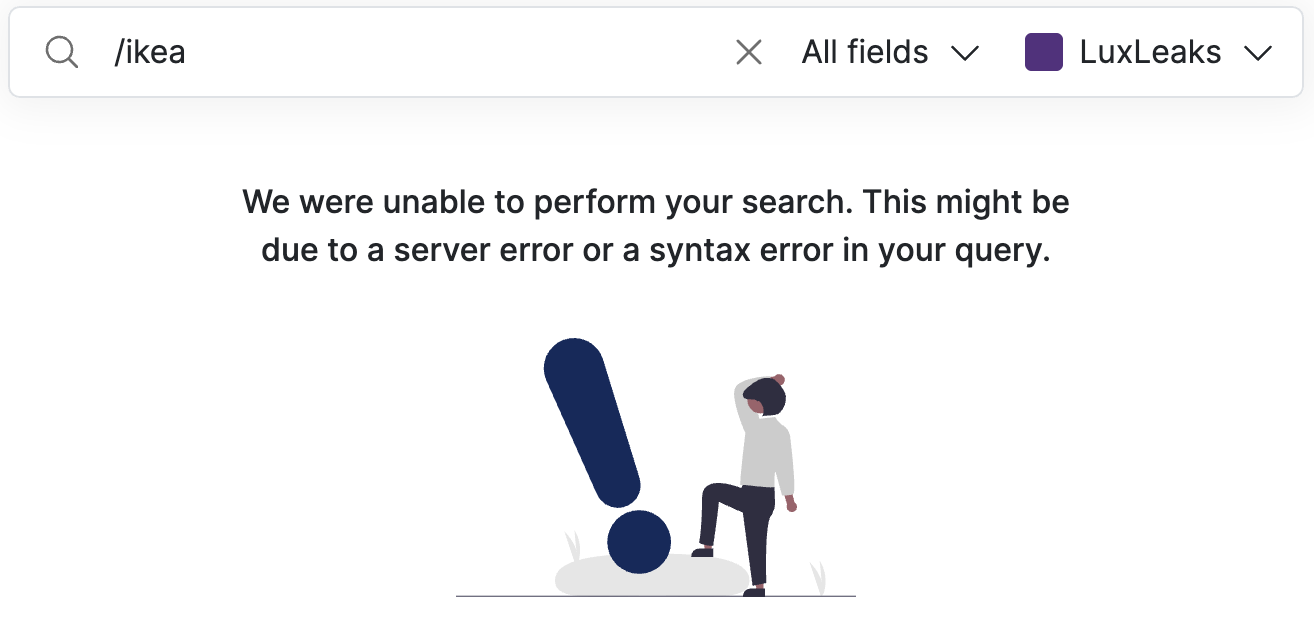 /ikea
All fields
LuxLeaks
We were unable to perform your search. This might be
due to a server error or a syntax error in your query.